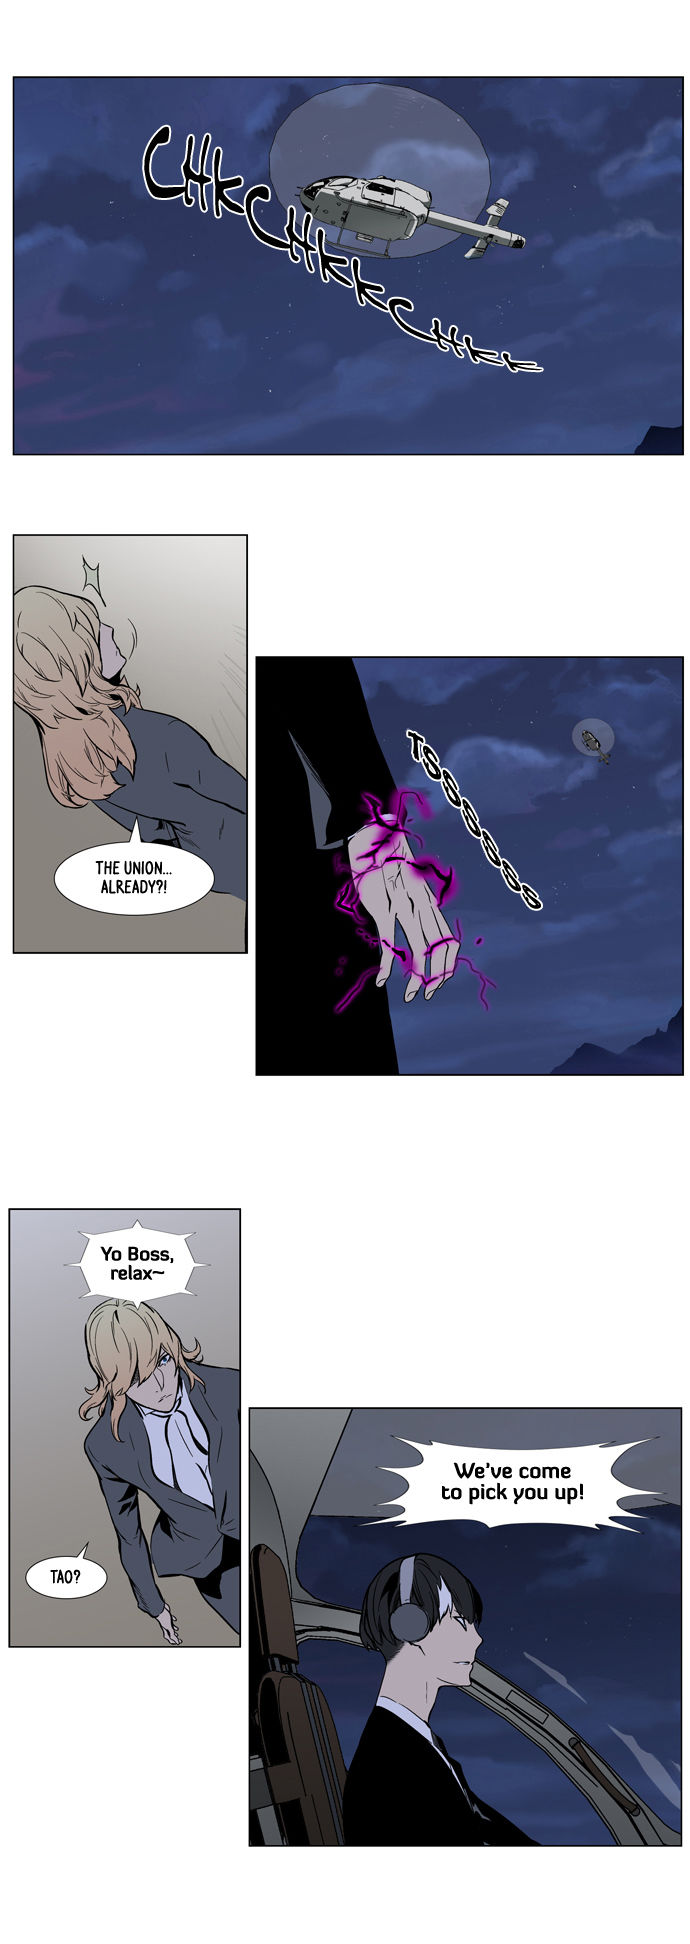 CHKCHKKCHKK
THE UNION...
ALREADY?!
TSSSSSSS
Yo Boss,
relax~
TAO?
We've come
to pick you up!